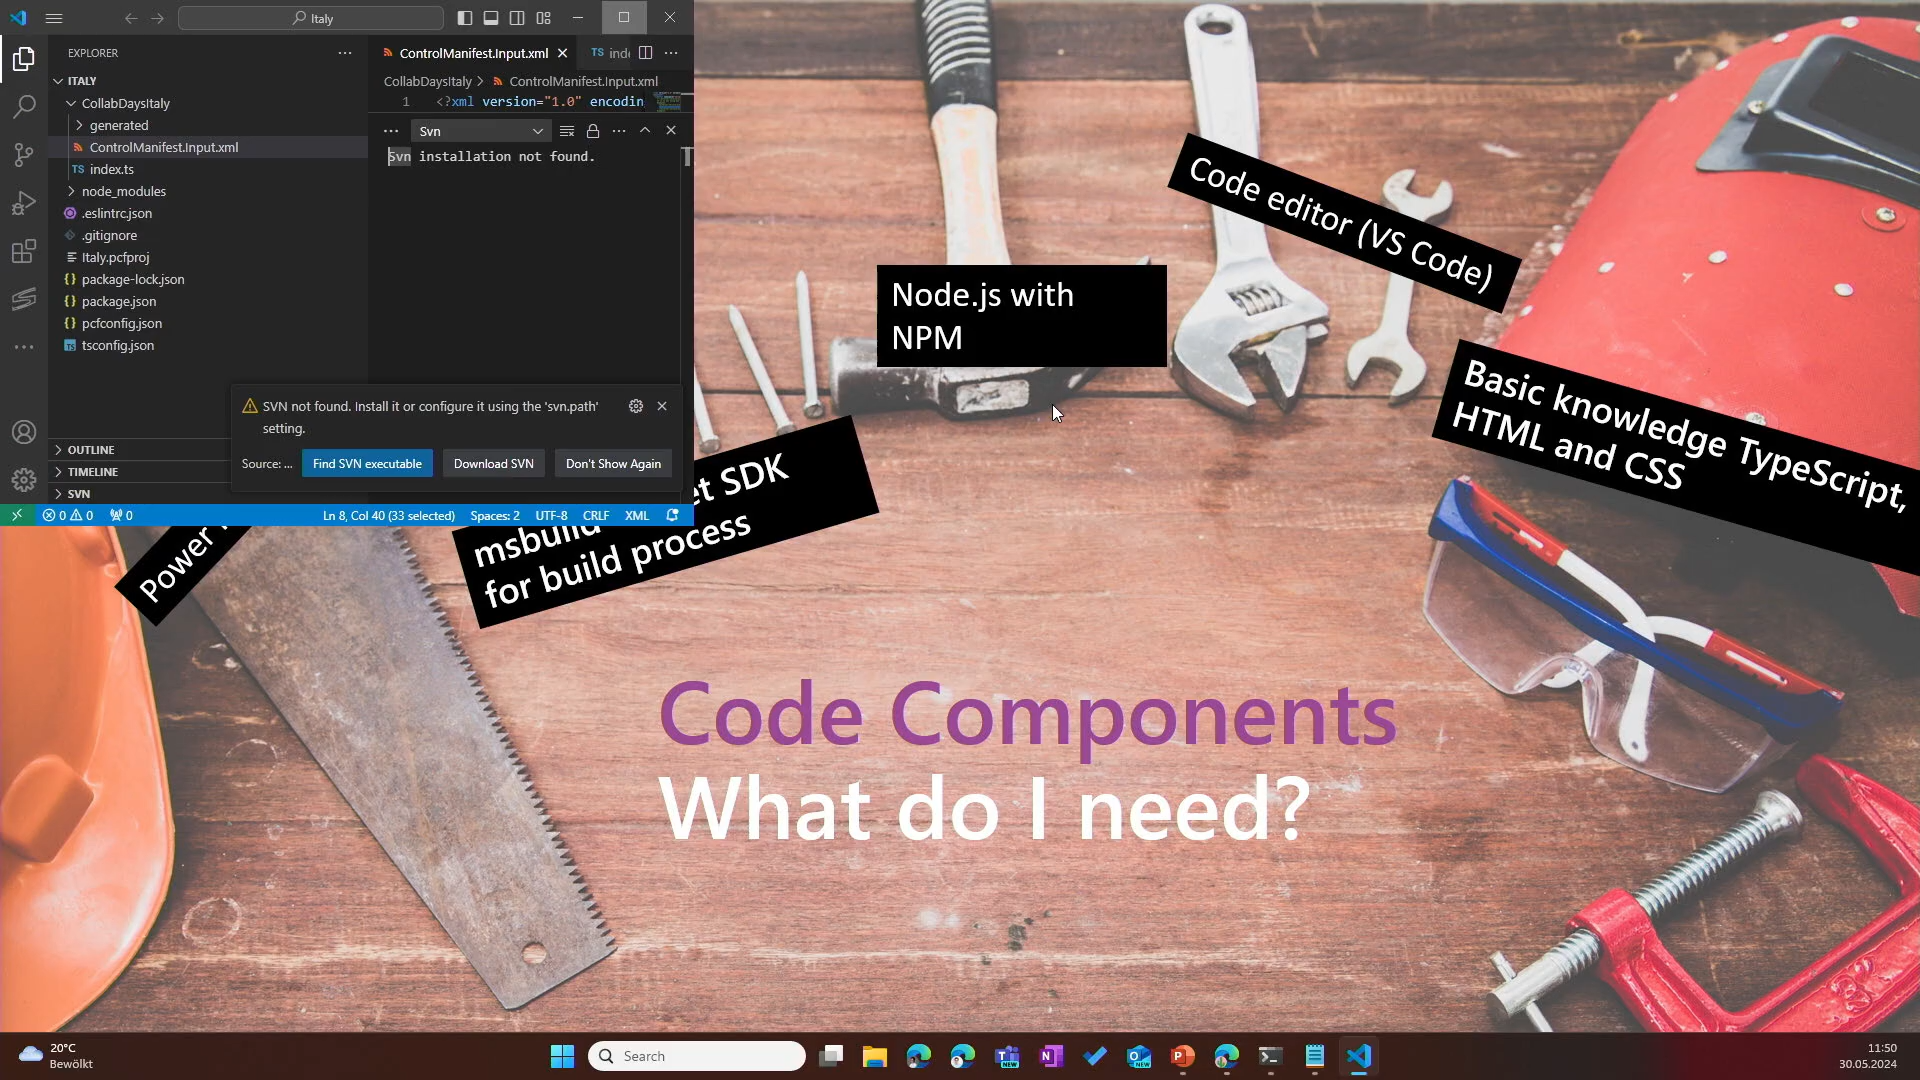 Italy
EXPLORER
ITALY
CollabDaysItaly
generated
ControlManifest.Input.xml
index.ts
node_modules
.eslintrc.json
.gitignore
Italy.pcfproj
package-lock.json
package.json
pcfconfig.json
tsconfig.json
OUTLINE
TIMELINE
SVN
ControlManifest.Input.xml
TS
CollabDaysItaly > ControlManifest.Input.xml
1 <?xml version="1.0"
Svn
Svn installation not found.
SVN not found. Install it or configure it using the 'svn.path'
setting.
Source: ...
Find SVN executable
Download SVN
Don't Show Again
0 0 0
Ln 8, Col 40 (33 selected)
Spaces: 2
UTF-8
CRLF
XML
Code editor (VS Code)
Node.js with
NPM
Basic knowledge TypeScript,
HTML and CSS
SDK
msbuild
for build process
Power
Code Components
What do I need?
20°C
Bewölkt
Search
11:50
30.05.2024